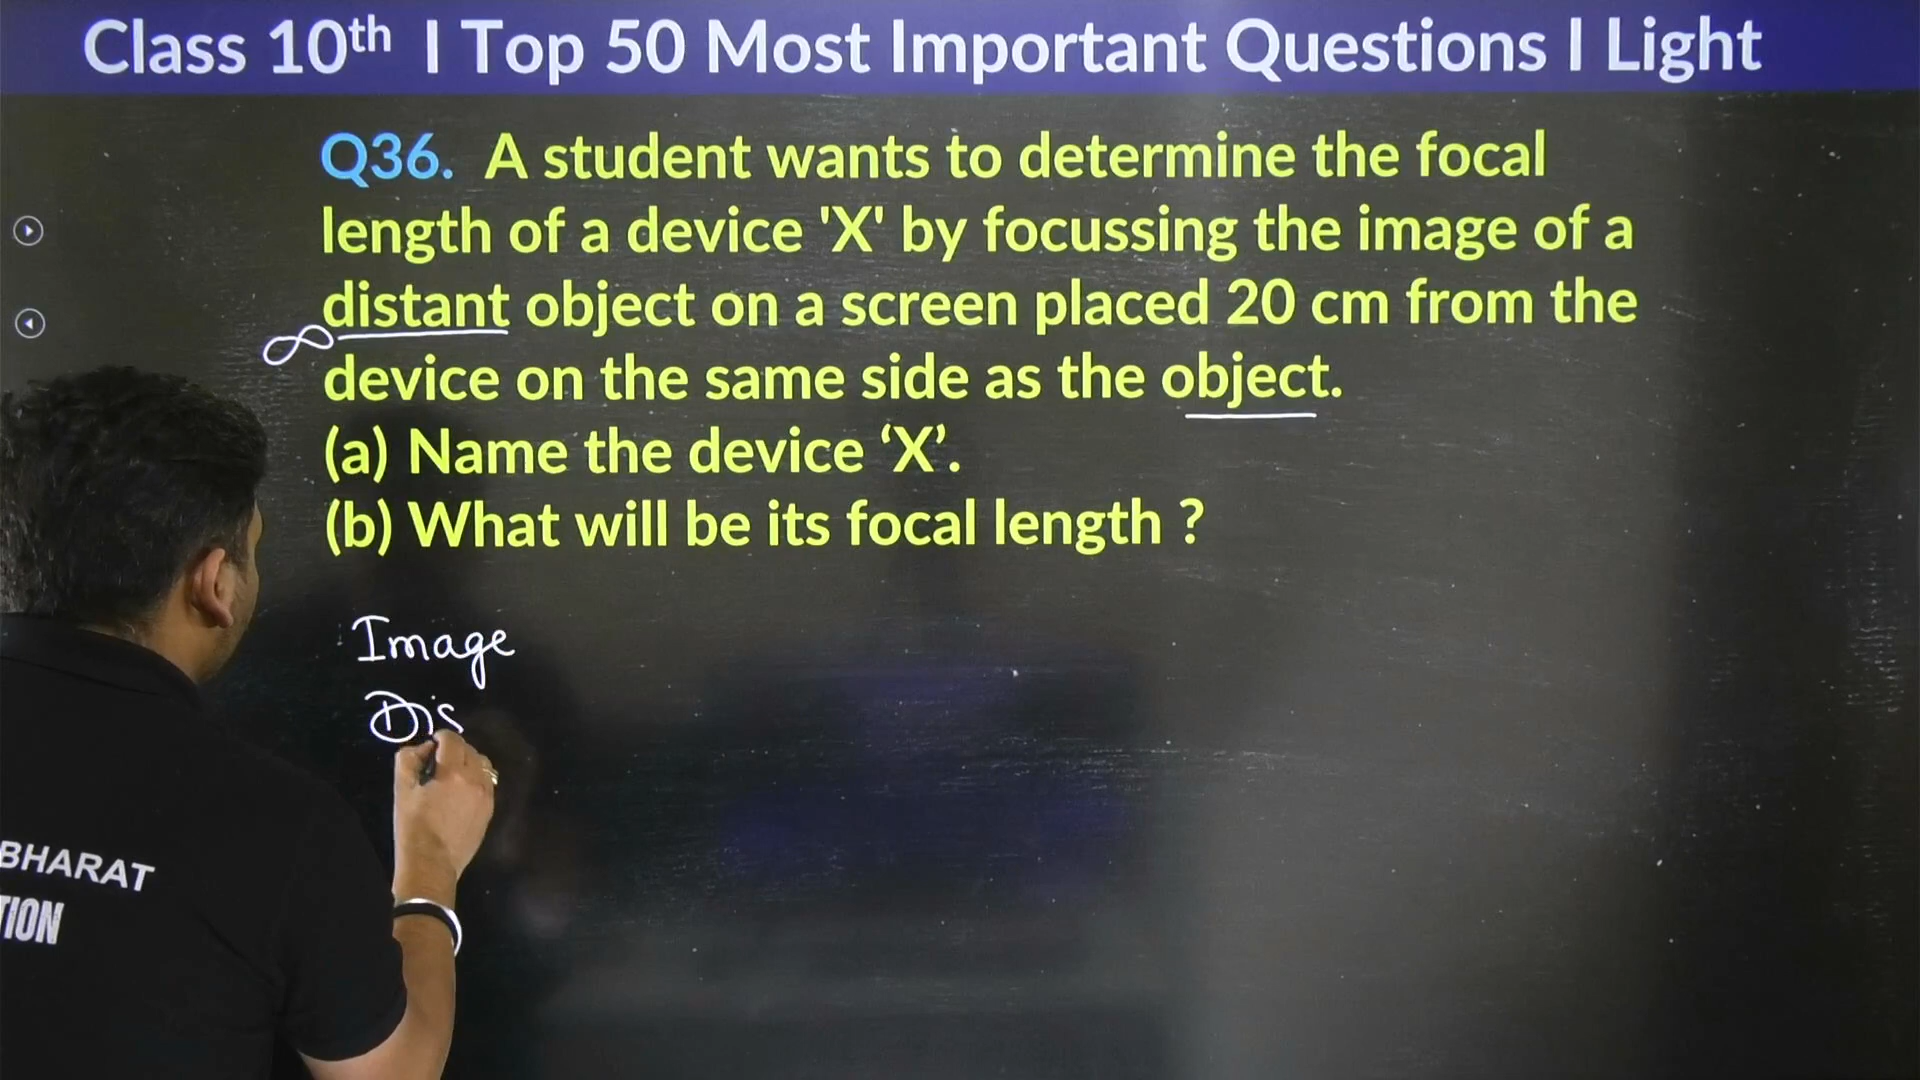 Class 10th I Top 50 Most Important Questions I Light
Q36. A student wants to determine the focal
length of a device 'X' by focussing the image of a
distant object on a screen placed 20 cm from the
∞
device on the same side as the object.
(a) Name the device ‘X’.
(b) What will be its focal length ?
Image
Dis
BHARAT
TION